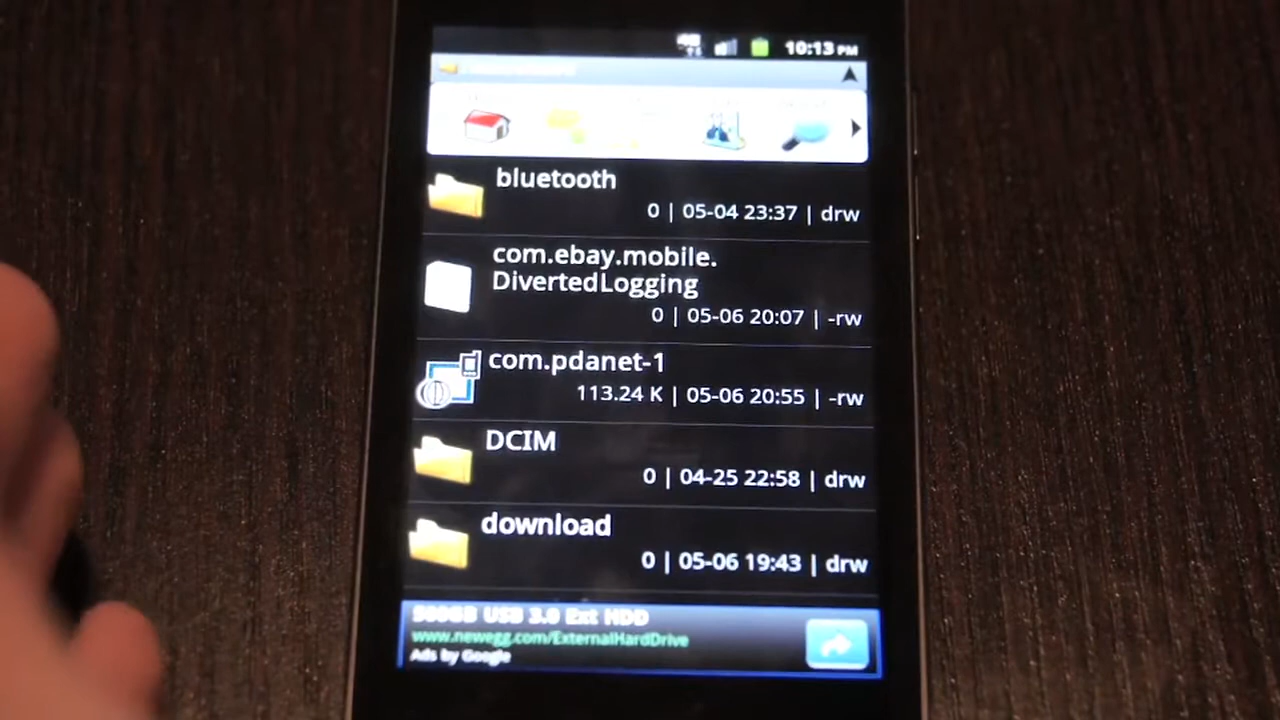 10:13 PM
bluetooth
0 | 05-04 23:37 | drw
com.ebay.mobile.
DivertedLogging
0 | 05-06 20:07 | -rw
com.pdanet-1
113.24 K | 05-06 20:55 | -rw
DCIM
0 | 04-25 22:58 | drw
download
0 | 05-06 19:43 | drw
USB 3.0 Ext HDD
www.newegg.com/ExternalHardDrive
Ads by Google